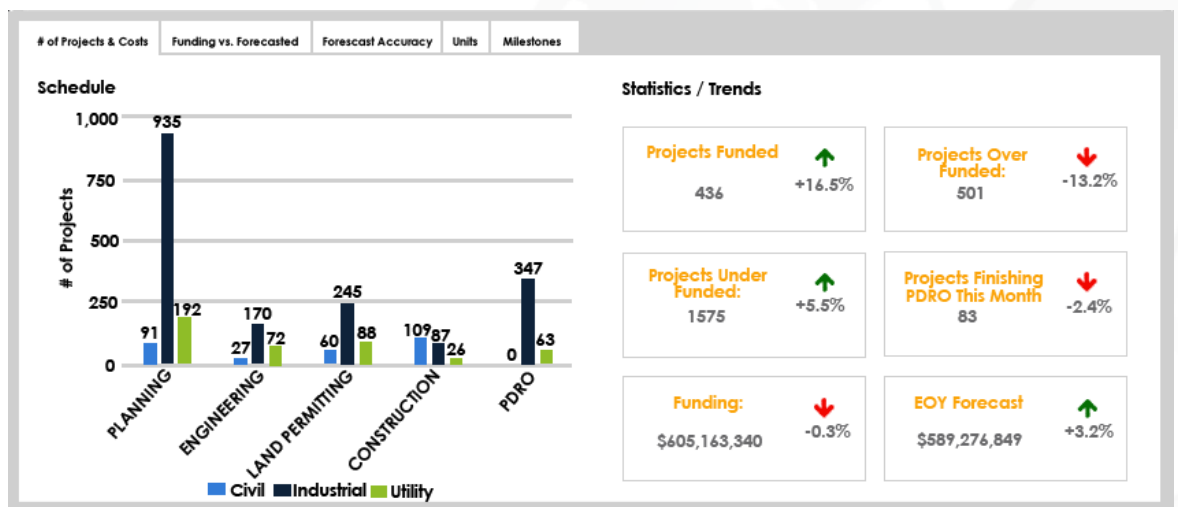 # of Projects & Costs
Funding vs. Forecasted
Forescast Accuracy
Units
Milestones
Schedule
# of Projects
1,000
750
500
250
0
935
91
192
170
27
72
245
60
88
109
87
26
347
0
63
PLANNING
ENGINEERING
LAND PERMITTING
CONSTRUCTION
PDRO
Civil
Industrial
Utility
Statistics / Trends
Projects Funded
436
+16.5%
Projects Over
Funded:
501
-13.2%
Projects Under
Funded:
1575
+5.5%
Projects Finishing
PDRO This Month
83
-2.4%
Funding:
$605,163,340
-0.3%
EOY Forecast
$589,276,849
+3.2%